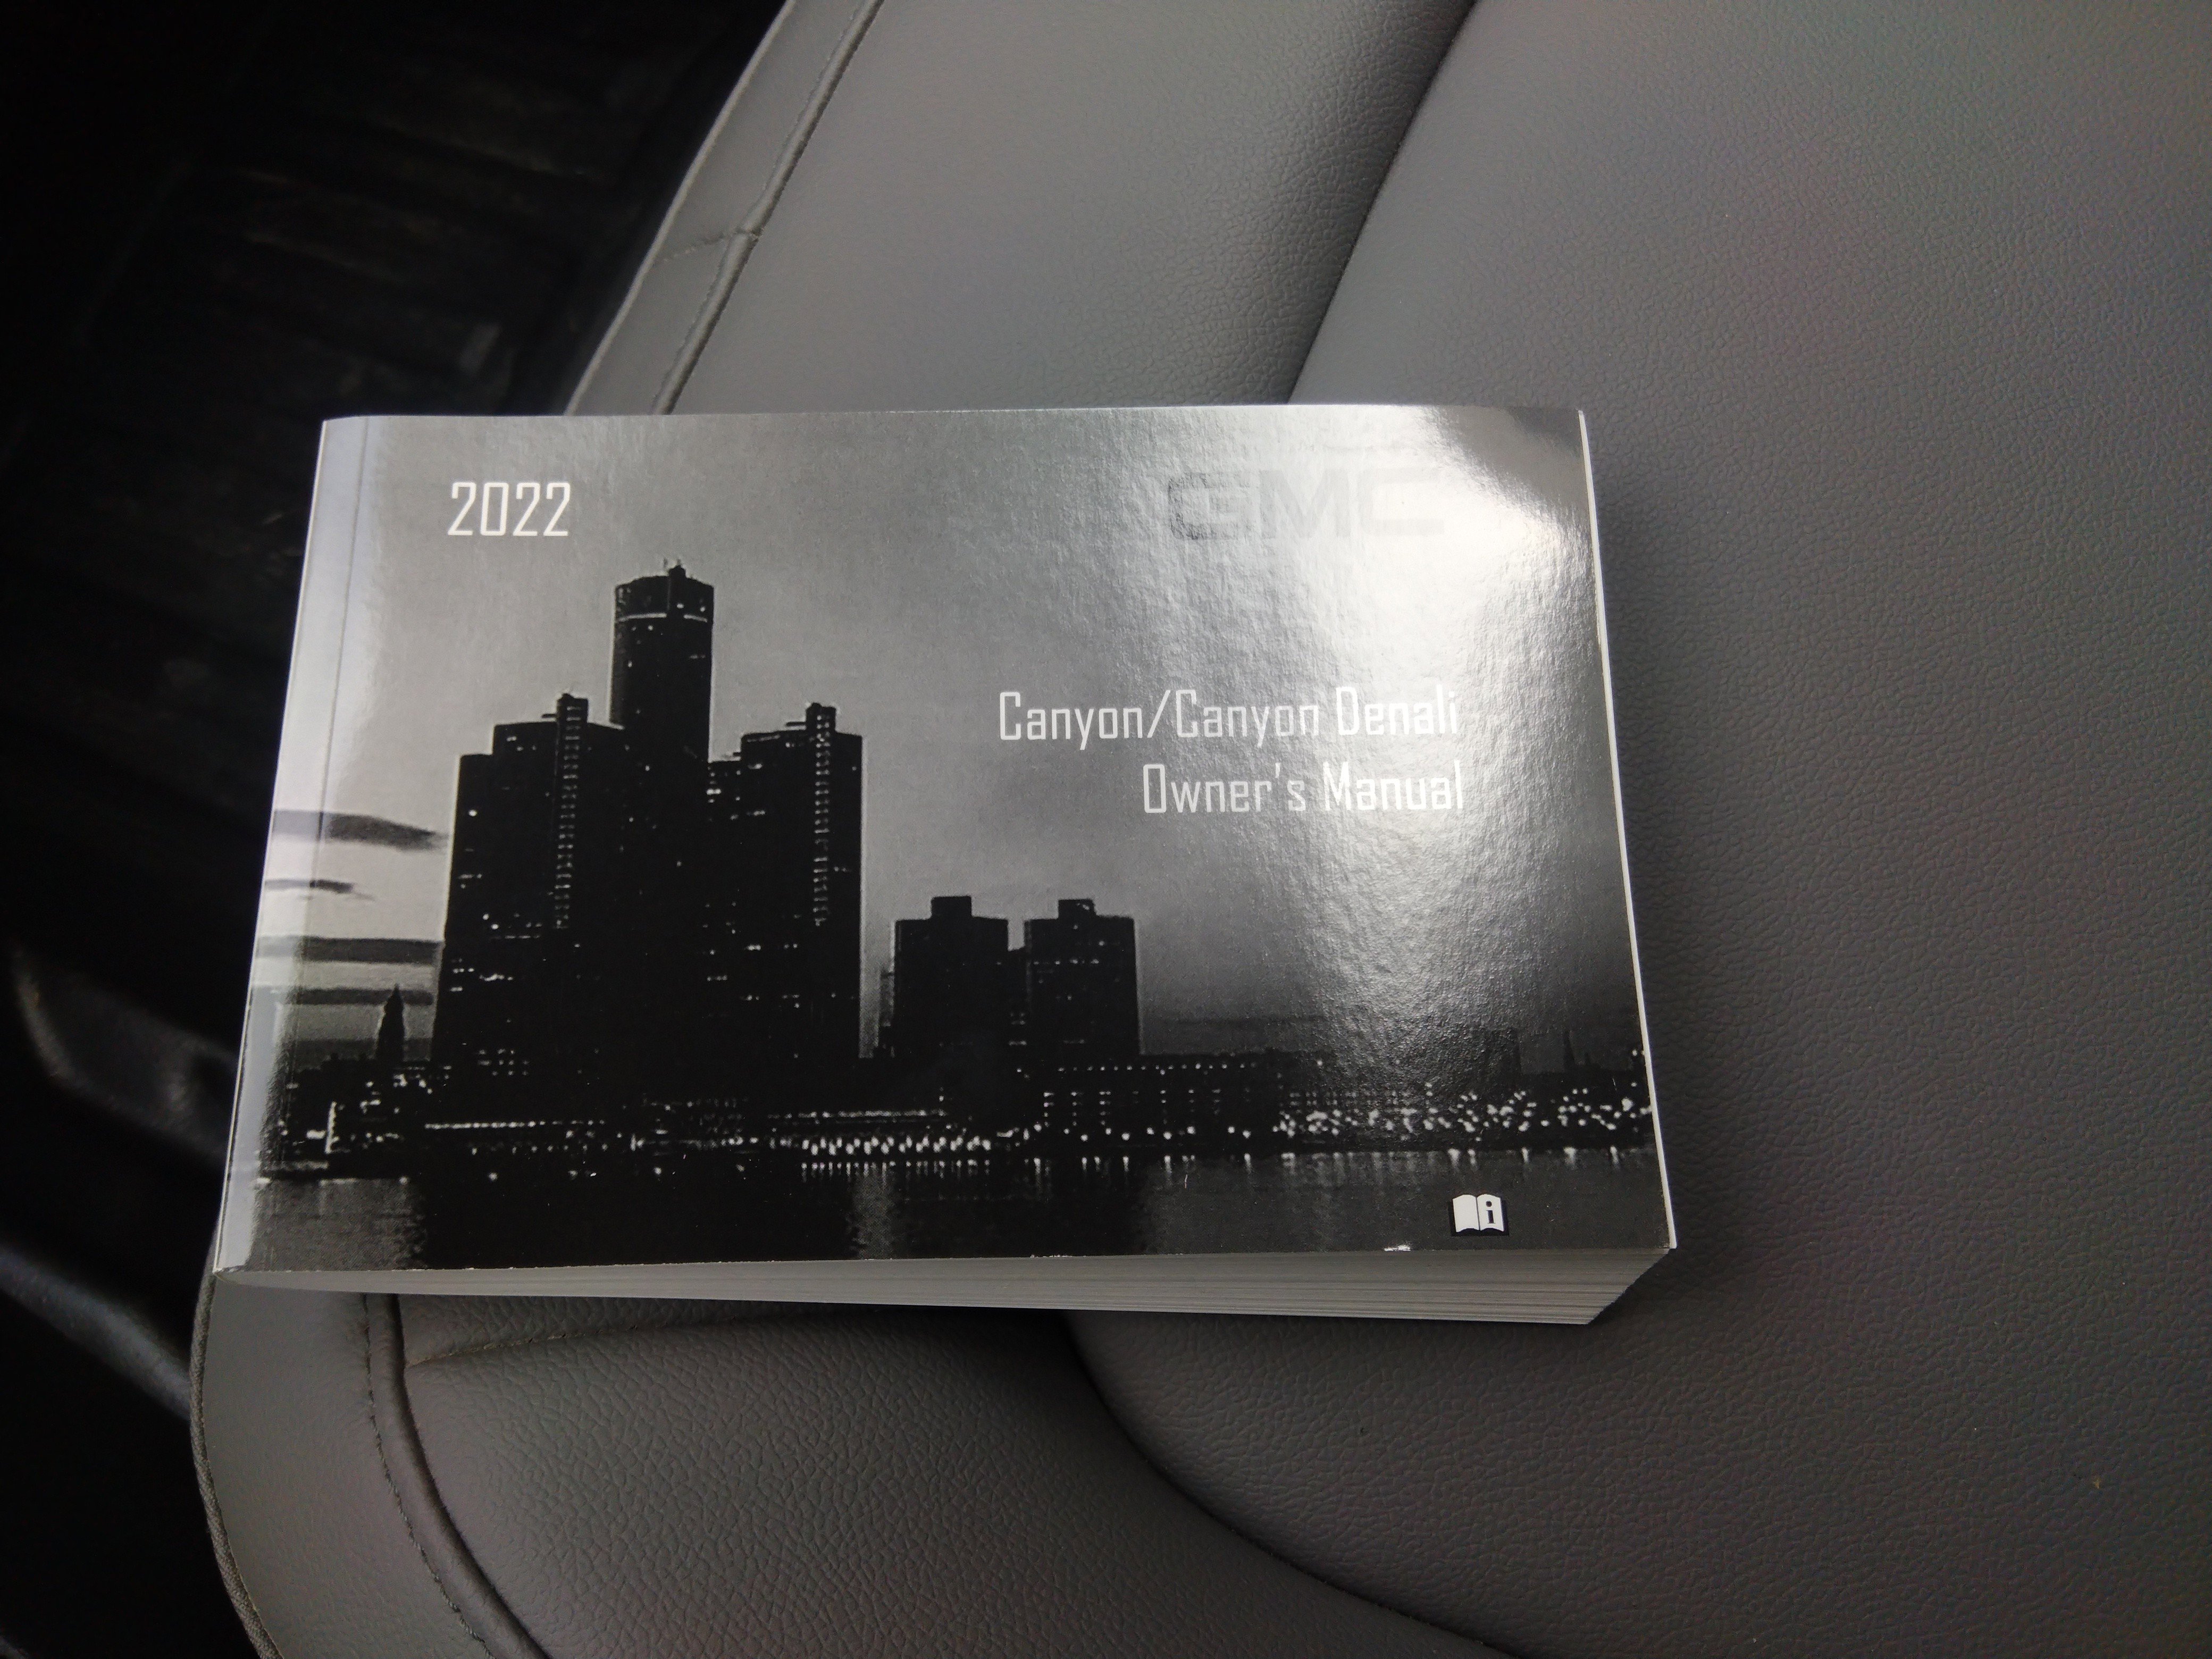 2022
GMC
Canyon/Canyon Denali
Owner's Manual
i